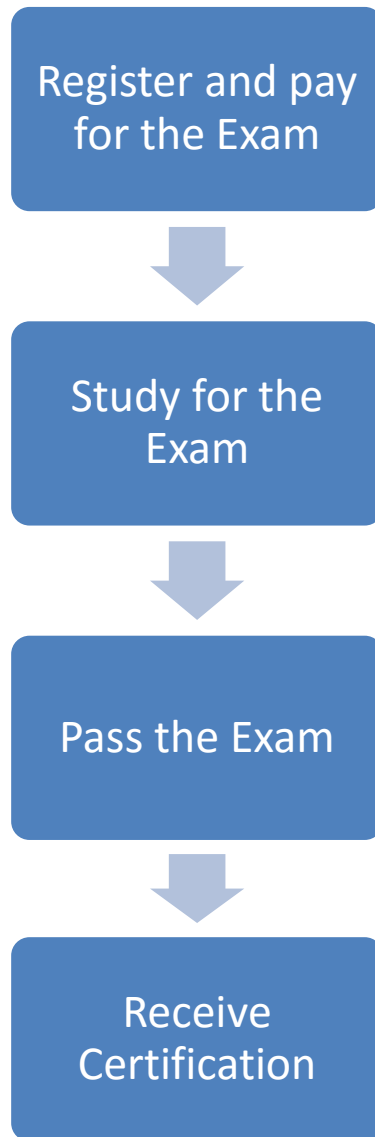 Register and pay
for the Exam
Study for the
Exam
Pass the Exam
Receive
Certification